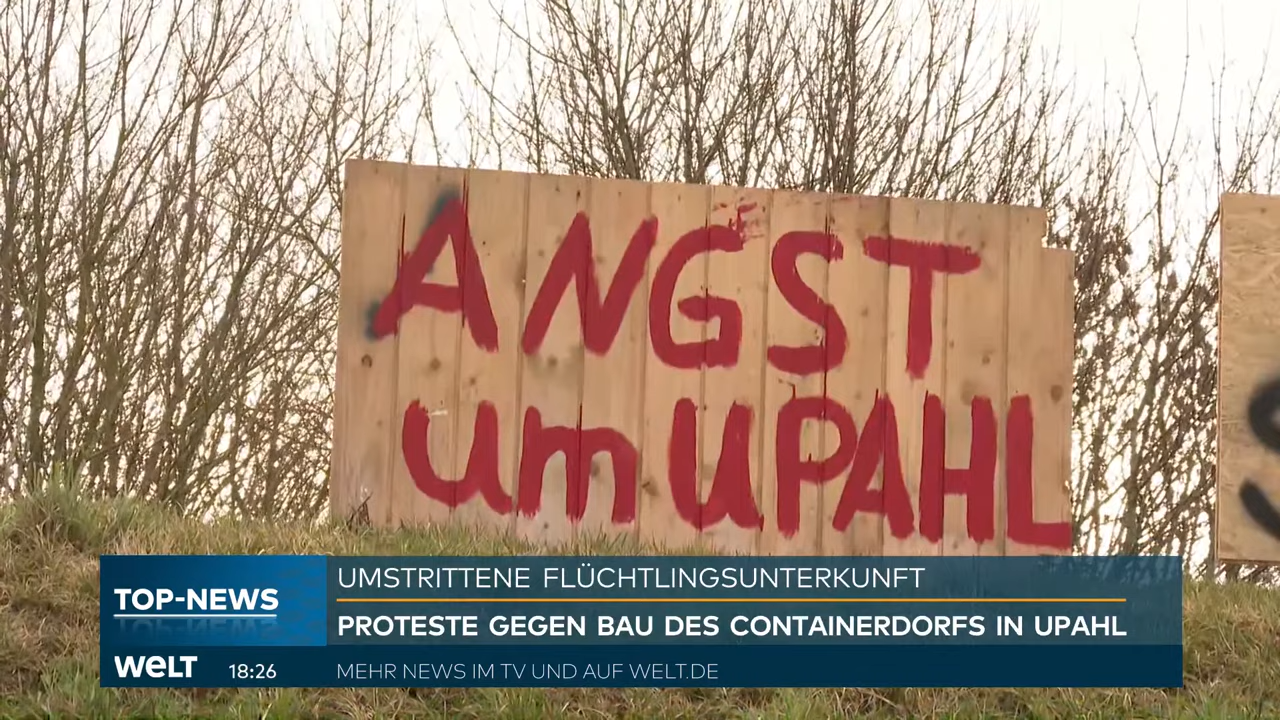 ANGST
um UPAHL
TOP-NEWS
UMSTRITTENE FLÜCHTLINGSUNTERKUNFT
PROTESTE GEGEN BAU DES CONTAINERDORFS IN UPAHL
WELT 18:26
MEHR NEWS IM TV UND AUF WELT.DE